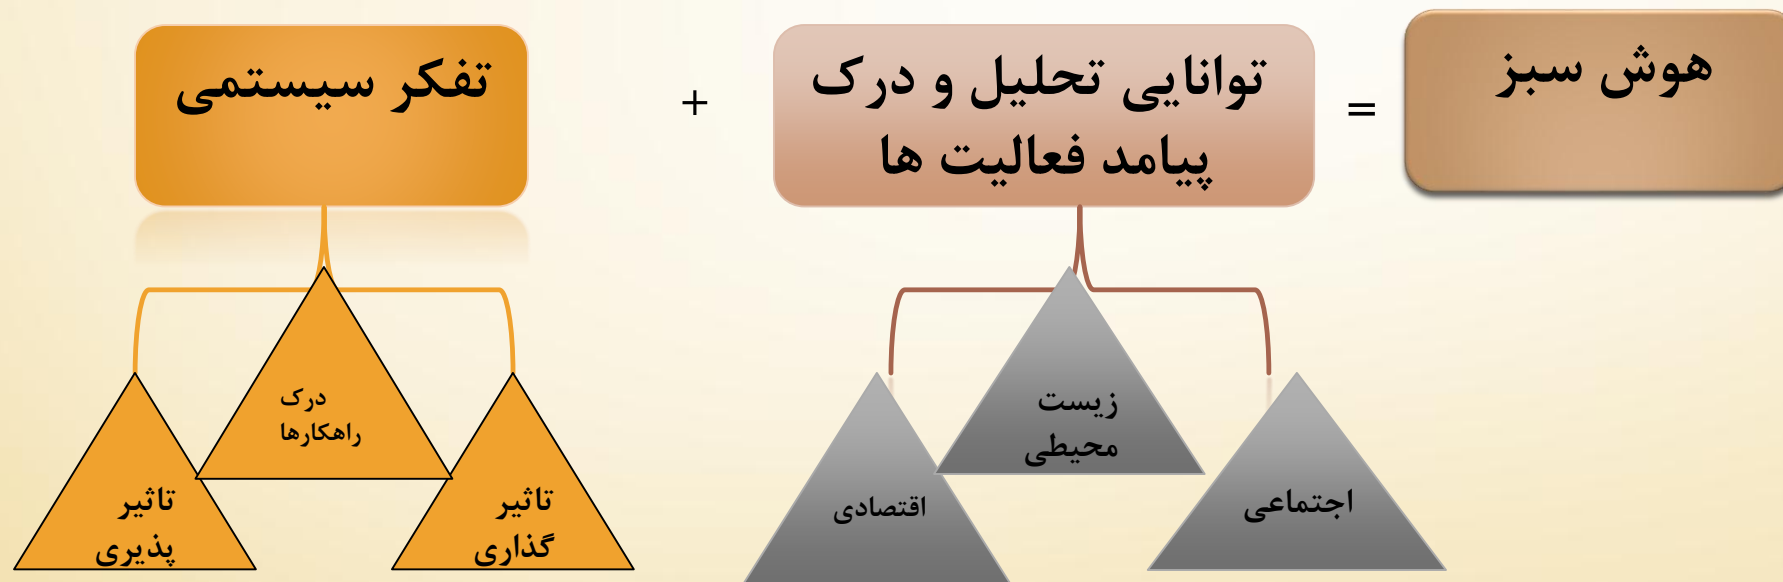 هوش سبز
=
توانایی تحلیل و درک
پیامد فعالیت ها
+
تفکر سیستمی
زیست
محیطی
اجتماعی
اقتصادی
درک
راهکارها
تاثیر
گذاری
تاثیر
پذیری